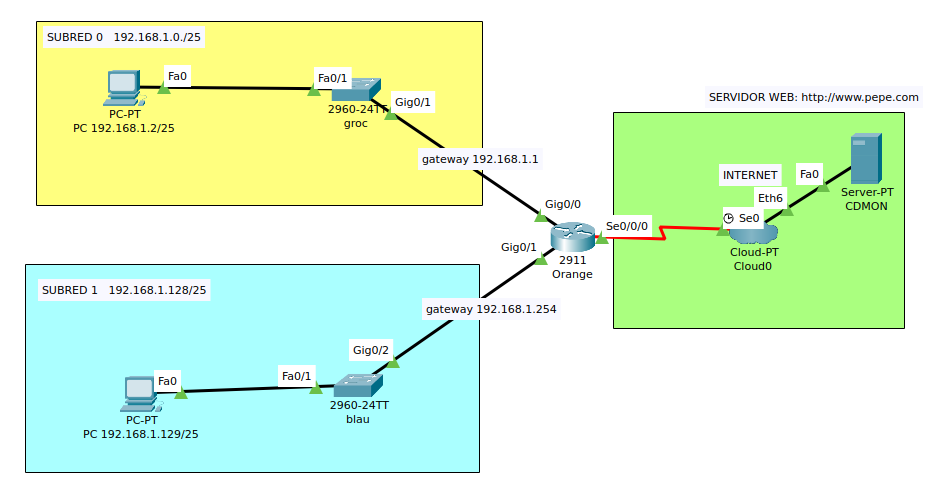 SUBRED 0   192.168.1.0./25
Fa0
Fa0/1
PC-PT
PC 192.168.1.2/25
2960-24TT
groc
Gig0/1
gateway 192.168.1.1
SERVIDOR WEB: http://www.pepe.com
INTERNET
Fa0
Server-PT
CDMON
Eth6
Se0
Cloud-PT
Cloud0
Gig0/0
Se0/0/0
Gig0/1
2911
Orange
SUBRED 1   192.168.1.128/25
gateway 192.168.1.254
Gig0/2
Fa0
Fa0/1
PC-PT
PC 192.168.1.129/25
2960-24TT
blau